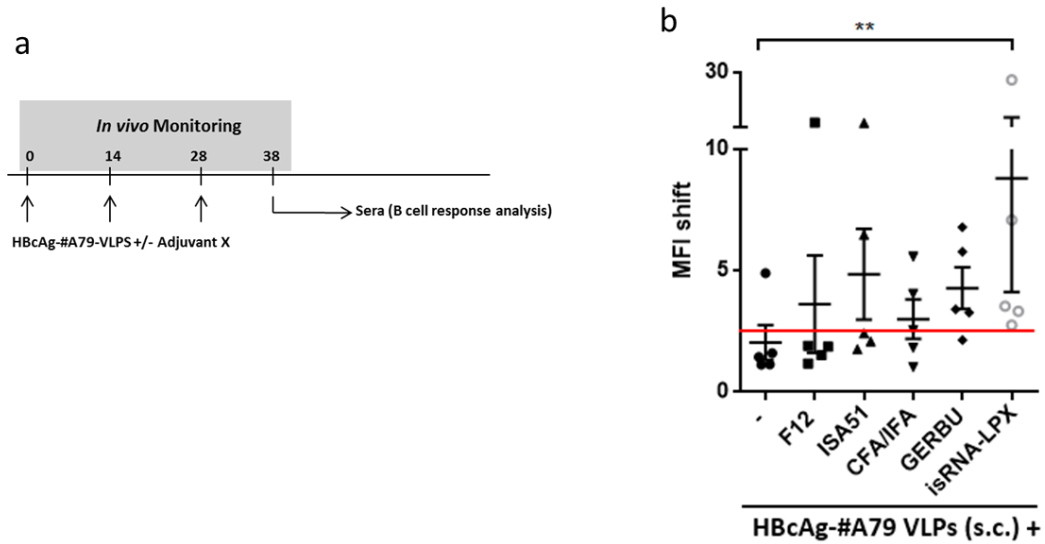 a
In vivo Monitoring
0 14 28 38
Sera (B cell response analysis)
HBcAg-#A79-VLPS +/- Adjuvant X
b
**
30
10
5
0
MFI shift
-
F12
ISA51
CFA/IFA
GERBU
isRNA-LPX
HBcAg-#A79 VLPs (s.c.) +